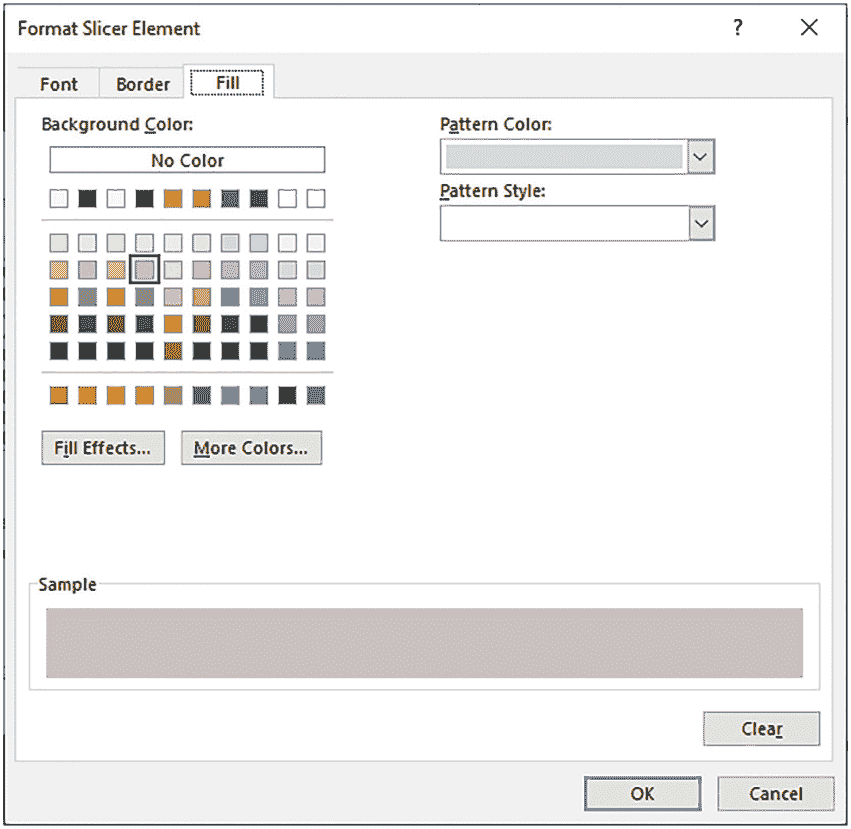 Format Slicer Element ?
Font Border Fill
Background Color:
No Color
Pattern Color:
Pattern Style:
Fill Effects... More Colors...
Sample
Clear
OK Cancel